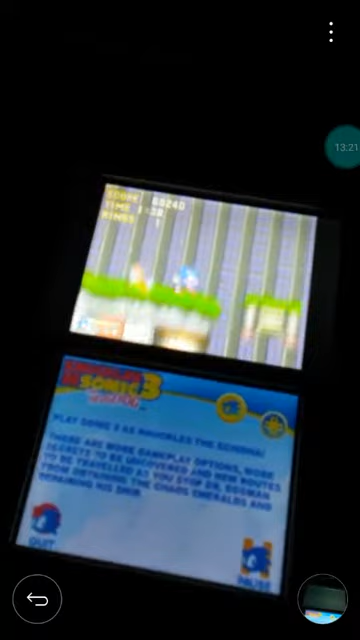 13:21
SCORE 60240
TIME 1:38
RINGS 1
SONIC 3
PLAY SONIC 3 AS KNUCKLES THE ECHIDNA!
THERE ARE MORE GAMEPLAY OPTIONS, MORE
SECRETS TO BE UNCOVERED AND NEW ROUTES
TO BE TRAVELLED AS YOU STOP DR. EGGMAN
FROM OBTAINING THE CHAOS EMERALDS AND
REPAIRING HIS SHIP.
QUIT
PAUSE